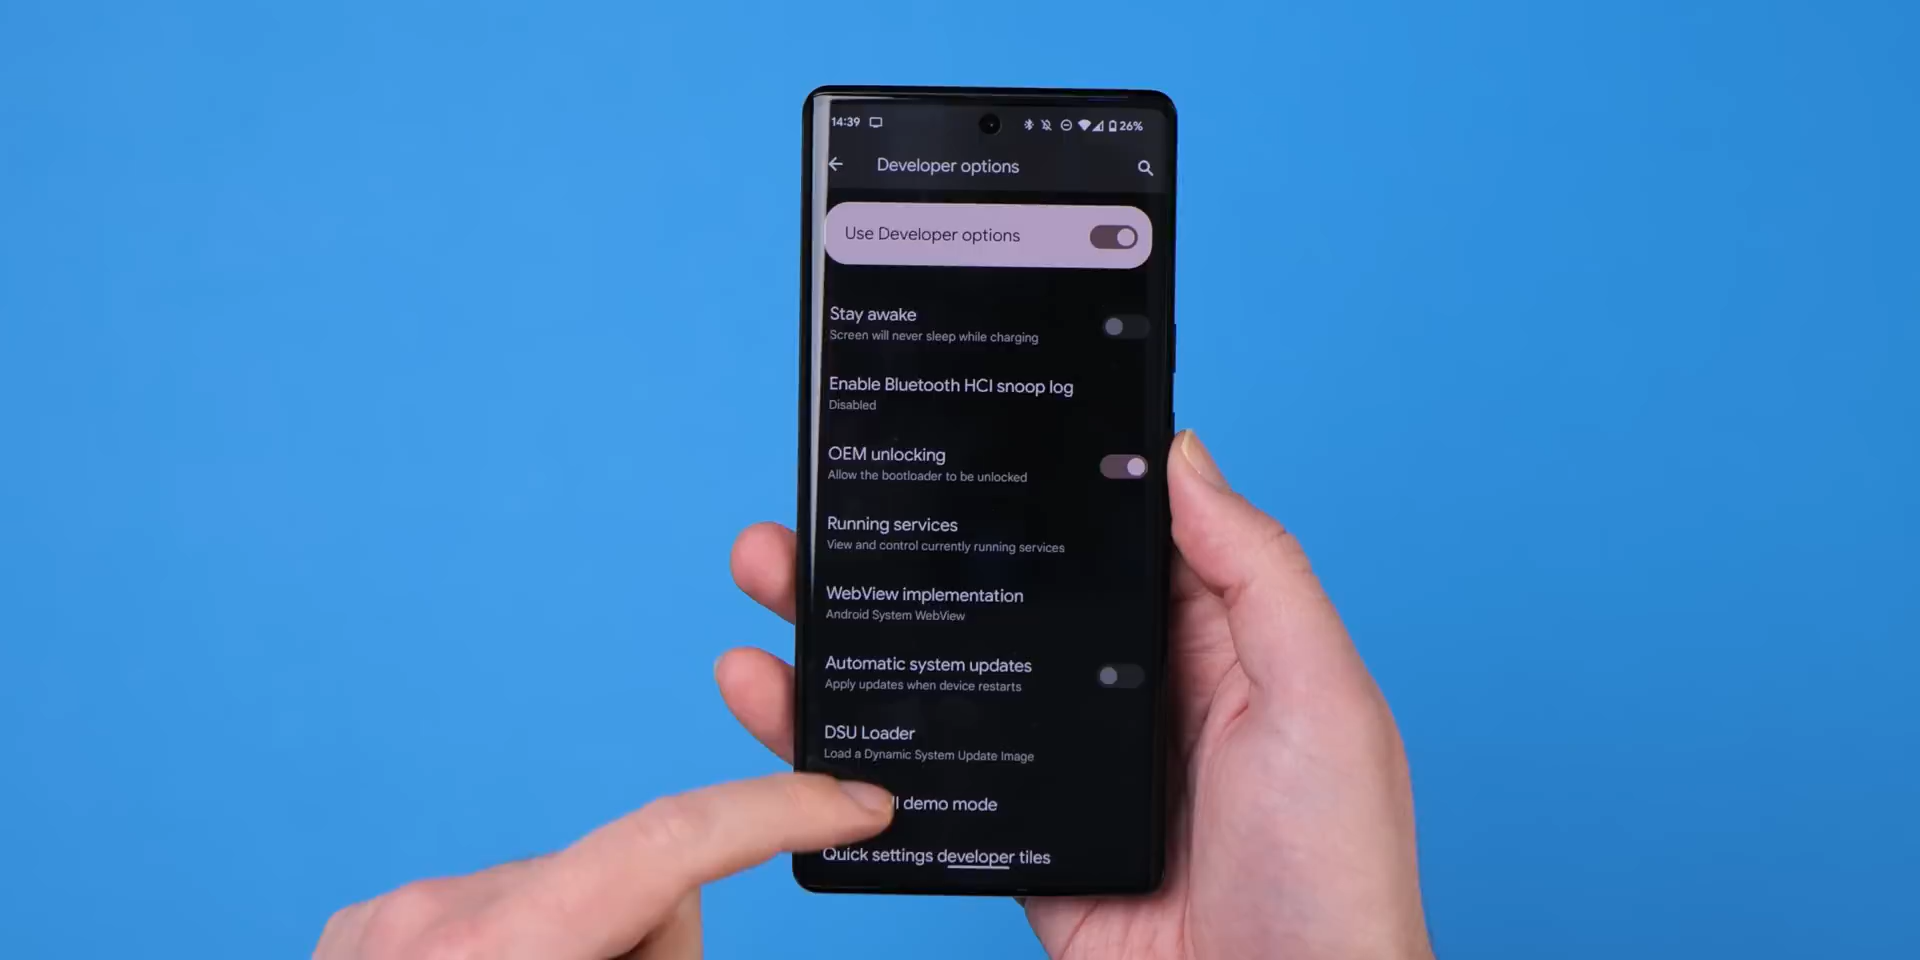 14:39
26%
Developer options
Use Developer options
Stay awake
Screen will never sleep while charging
Enable Bluetooth HCI snoop log
Disabled
OEM unlocking
Allow the bootloader to be unlocked
Running services
View and control currently running services
WebView implementation
Android System WebView
Automatic system updates
Apply updates when device restarts
DSU Loader
Load a Dynamic System Update Image
demo mode
Quick settings developer tiles